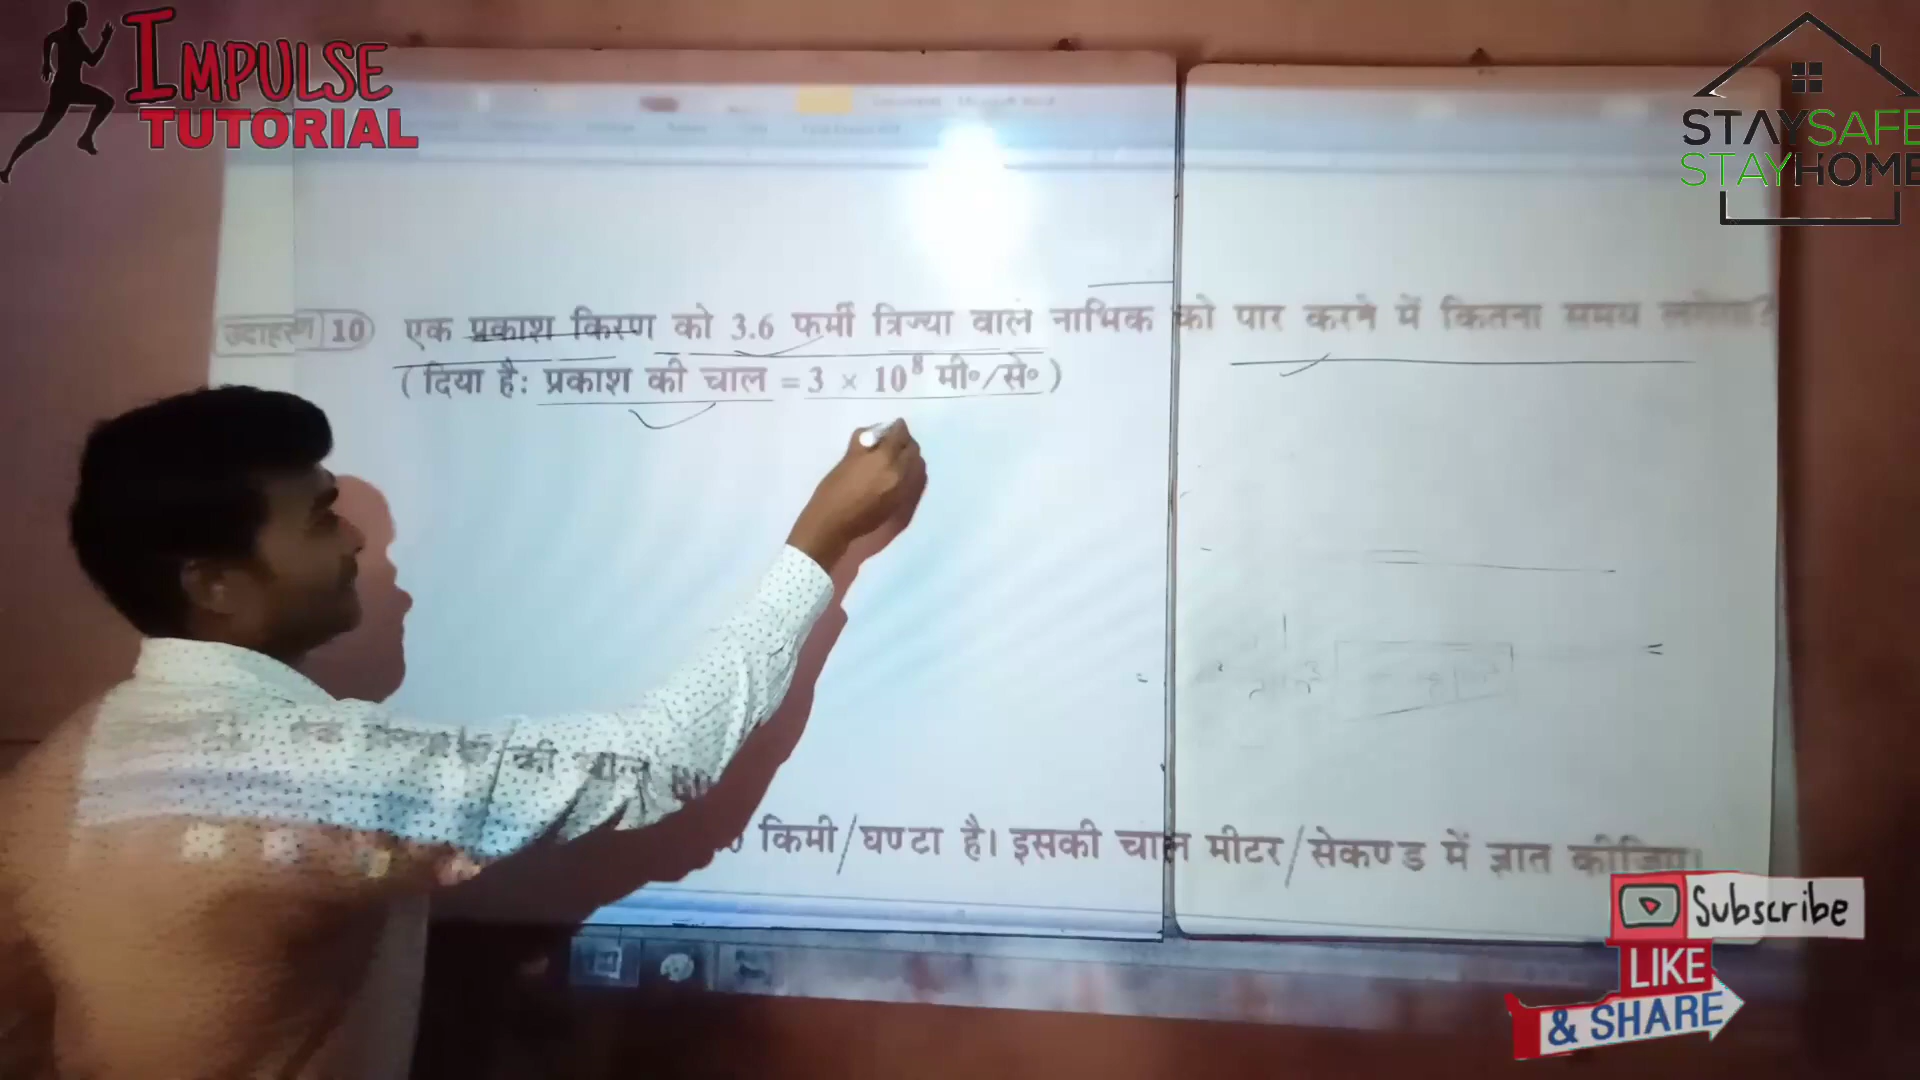 IMPULSE
TUTORIAL
STAYSAFE
STAYHOME
उदाहरण 10 एक प्रकाश किरण को 3.6 फर्मी त्रिज्या वाले नाभिक को पार करने में कितना समय लगेगा?
( दिया है: प्रकाश की चाल = 3 × 10⁸ मी०/से० )
की चाल
किमी/घण्टा है। इसकी चाल मीटर/सेकण्ड में ज्ञात कीजिए।
Subscribe
LIKE
& SHARE